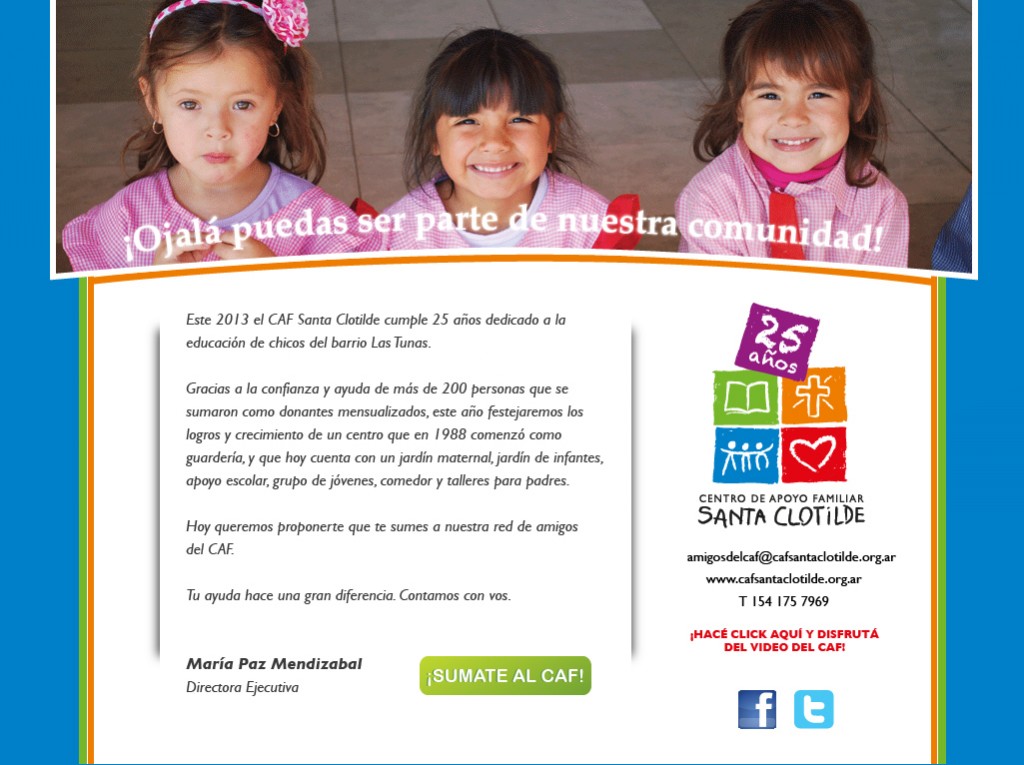 ¡Ojalá puedas ser parte de nuestra comunidad!
Este 2013 el CAF Santa Clotilde cumple 25 años dedicado a la
educación de chicos del barrio Las Tunas.
Gracias a la confianza y ayuda de más de 200 personas que se
sumaron como donantes mensualizados, este año festejaremos los
logros y crecimiento de un centro que en 1988 comenzó como
guardería, y que hoy cuenta con un jardín maternal, jardín de infantes,
apoyo escolar, grupo de jóvenes, comedor y talleres para padres.
Hoy queremos proponerte que te sumes a nuestra red de amigos
del CAF.
Tu ayuda hace una gran diferencia. Contamos con vos.
María Paz Mendizabal
Directora Ejecutiva
¡SUMATE AL CAF!
25
años
CENTRO DE APOYO FAMILIAR
SANTA CLOTILDE
amigosdelcaf@cafsantaclotilde.org.ar
www.cafsantaclotilde.org.ar
T 154 175 7969
¡HACÉ CLICK AQUÍ Y DISFRUTÁ
DEL VIDEO DEL CAF!
f
t